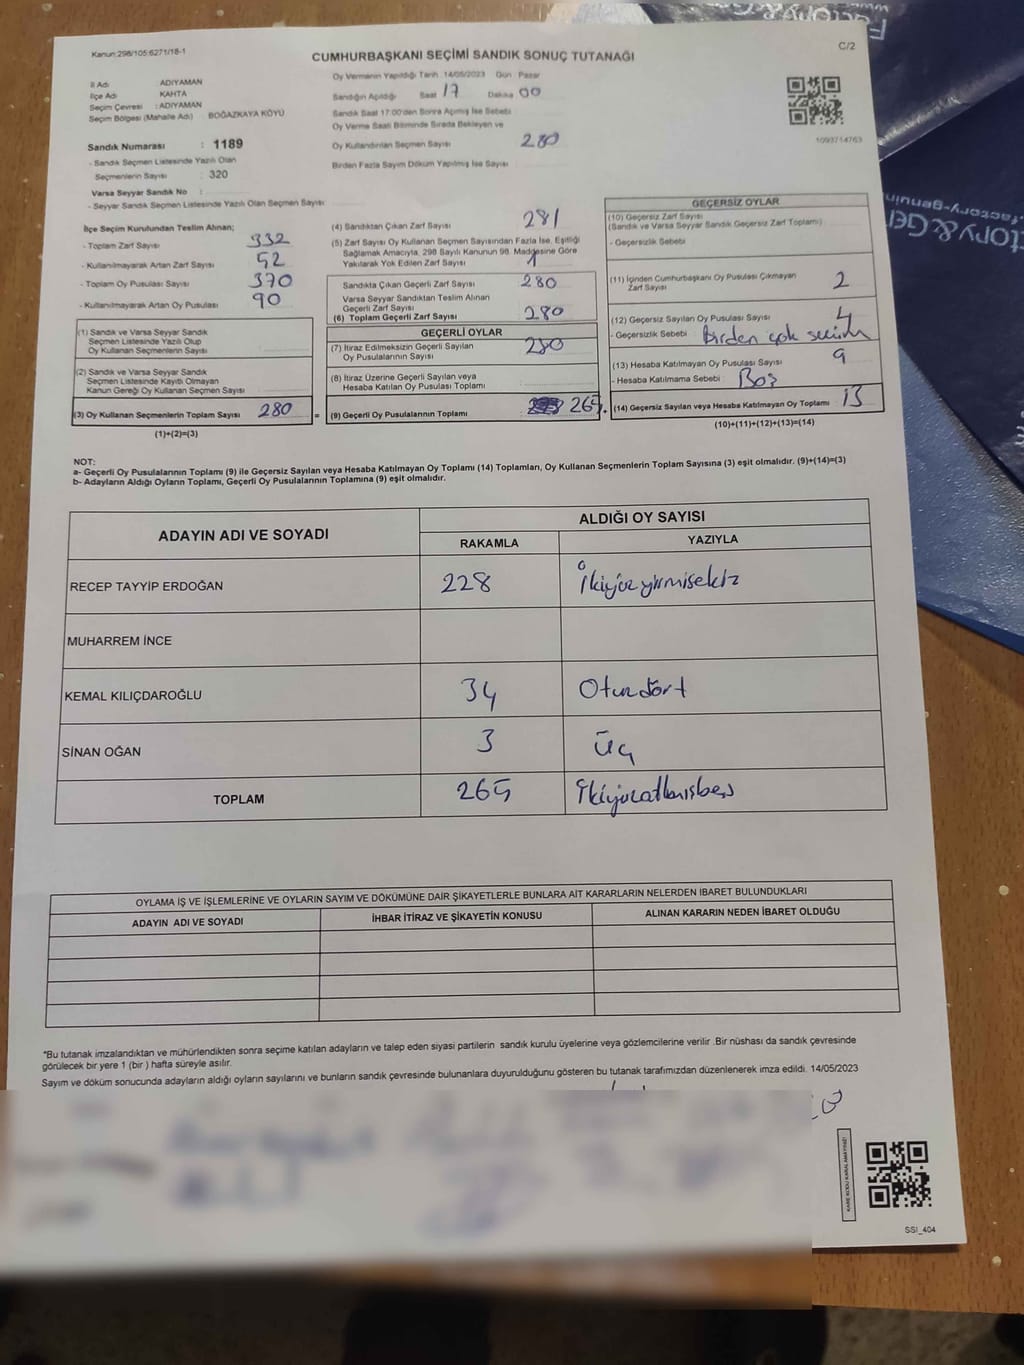 Kanun:298/105:6271/18-1
CUMHURBAŞKANI SEÇİMİ SANDIK SONUÇ TUTANAĞI
C/2
İl Adı ADIYAMAN
İlçe Adı KAHTA
Seçim Çevresi : ADIYAMAN
Seçim Bölgesi (Mahalle Adı) BOĞAZKAYA KÖYÜ
Sandık Numarası : 1189
- Sandık Seçmen Listesinde Yazılı Olan
Seçmenlerin Sayısı : 320
Varsa Seyyar Sandık No :
- Seyyar Sandık Seçmen Listesinde Yazılı Olan Seçmen Sayısı
Oy Vermenin Yapıldığı Tarih 14/05/2023 Gün : Pazar
Sandığın Açıldığı Saat 17 Dakika 00
Sandık Saat 17:00'den Sonra Açılmış İse Sebebi
Oy Verme Saati Bitiminde Sırada Bekleyen ve
Oy Kullandırılan Seçmen Sayısı 280
Birden Fazla Sayım Döküm Yapılmış İse Sayısı
1093714763
İlçe Seçim Kurulundan Teslim Alınan;
- Toplam Zarf Sayısı 332
- Kullanılmayarak Artan Zarf Sayısı 52
- Toplam Oy Pusulası Sayısı 370
- Kullanılmayarak Artan Oy Pusulası 90
(1) Sandık ve Varsa Seyyar Sandık
Seçmen Listesinde Yazılı Olup
Oy Kullanan Seçmenlerin Sayısı
(2) Sandık ve Varsa Seyyar Sandık
Seçmen Listesinde Kayıtlı Olmayan
Kanun Gereği Oy Kullanan Seçmen Sayısı
(3) Oy Kullanan Seçmenlerin Toplam Sayısı 280 =
(1)+(2)=(3)
(4) Sandıktan Çıkan Zarf Sayısı 281
(5) Zarf Sayısı Oy Kullanan Seçmen Sayısından Fazla İse, Eşitliği
Sağlamak Amacıyla, 298 Sayılı Kanunun 98. Maddesine Göre
Yakılarak Yok Edilen Zarf Sayısı 1
Sandıkta Çıkan Geçerli Zarf Sayısı 280
Varsa Seyyar Sandıktan Teslim Alınan
Geçerli Zarf Sayısı
(6) Toplam Geçerli Zarf Sayısı 280
GEÇERLİ OYLAR
(7) İtiraz Edilmeksizin Geçerli Sayılan
Oy Pusulalarının Sayısı 280
(8) İtiraz Üzerine Geçerli Sayılan veya
Hesaba Katılan Oy Pusulası Toplamı
(9) Geçerli Oy Pusulalarının Toplamı : 265 +
GEÇERSİZ OYLAR
(10) Geçersiz Zarf Sayısı
(Sandık ve Varsa Seyyar Sandık Geçersiz Zarf Toplamı)
- Geçersizlik Sebebi
(11) İçinden Cumhurbaşkanı Oy Pusulası Çıkmayan
Zarf Sayısı 2
(12) Geçersiz Sayılan Oy Pusulası Sayısı 4
- Geçersizlik Sebebi : Birden çok seçim
(13) Hesaba Katılmayan Oy Pusulası Sayısı 9
- Hesaba Katılmama Sebebi : Boş
(14) Geçersiz Sayılan veya Hesaba Katılmayan Oy Toplamı 13
(10)+(11)+(12)+(13)=(14)
NOT:
a- Geçerli Oy Pusulalarının Toplamı (9) ile Geçersiz Sayılan veya Hesaba Katılmayan Oy Toplamı (14) Toplamları, Oy Kullanan Seçmenlerin Toplam Sayısına (3) eşit olmalıdır. (9)+(14)=(3)
b- Adayların Aldığı Oyların Toplamı, Geçerli Oy Pusulalarının Toplamına (9) eşit olmalıdır.
ADAYIN ADI VE SOYADI
ALDIĞI OY SAYISI
RAKAMLA YAZIYLA
RECEP TAYYİP ERDOĞAN 228 İkiyüzyirmisekiz
MUHARREM İNCE
KEMAL KILIÇDAROĞLU 34 Otuzdört
SİNAN OĞAN 3 üç
TOPLAM 265 ikiyüzatmışbeş
OYLAMA İŞ VE İŞLEMLERİNE VE OYLARIN SAYIM VE DÖKÜMÜNE DAİR ŞİKAYETLERLE BUNLARA AİT KARARLARIN NELERDEN İBARET BULUNDUKLARI
ADAYIN ADI VE SOYADI İHBAR İTİRAZ VE ŞİKAYETİN KONUSU ALINAN KARARIN NEDEN İBARET OLDUĞU
*Bu tutanak imzalandıktan ve mühürlendikten sonra seçime katılan adayların ve talep eden siyasi partilerin sandık kurulu üyelerine veya gözlemcilerine verilir .Bir nüshası da sandık çevresinde
görülecek bir yere 1 (bir ) hafta süreyle asılır.
Sayım ve döküm sonucunda adayların aldığı oyların sayılarını ve bunların sandık çevresinde bulunanlara duyurulduğunu gösteren bu tutanak tarafımızdan düzenlenerek imza edildi. 14/05/2023
KARE KODU KARALAMAYINIZ!
SSI_404